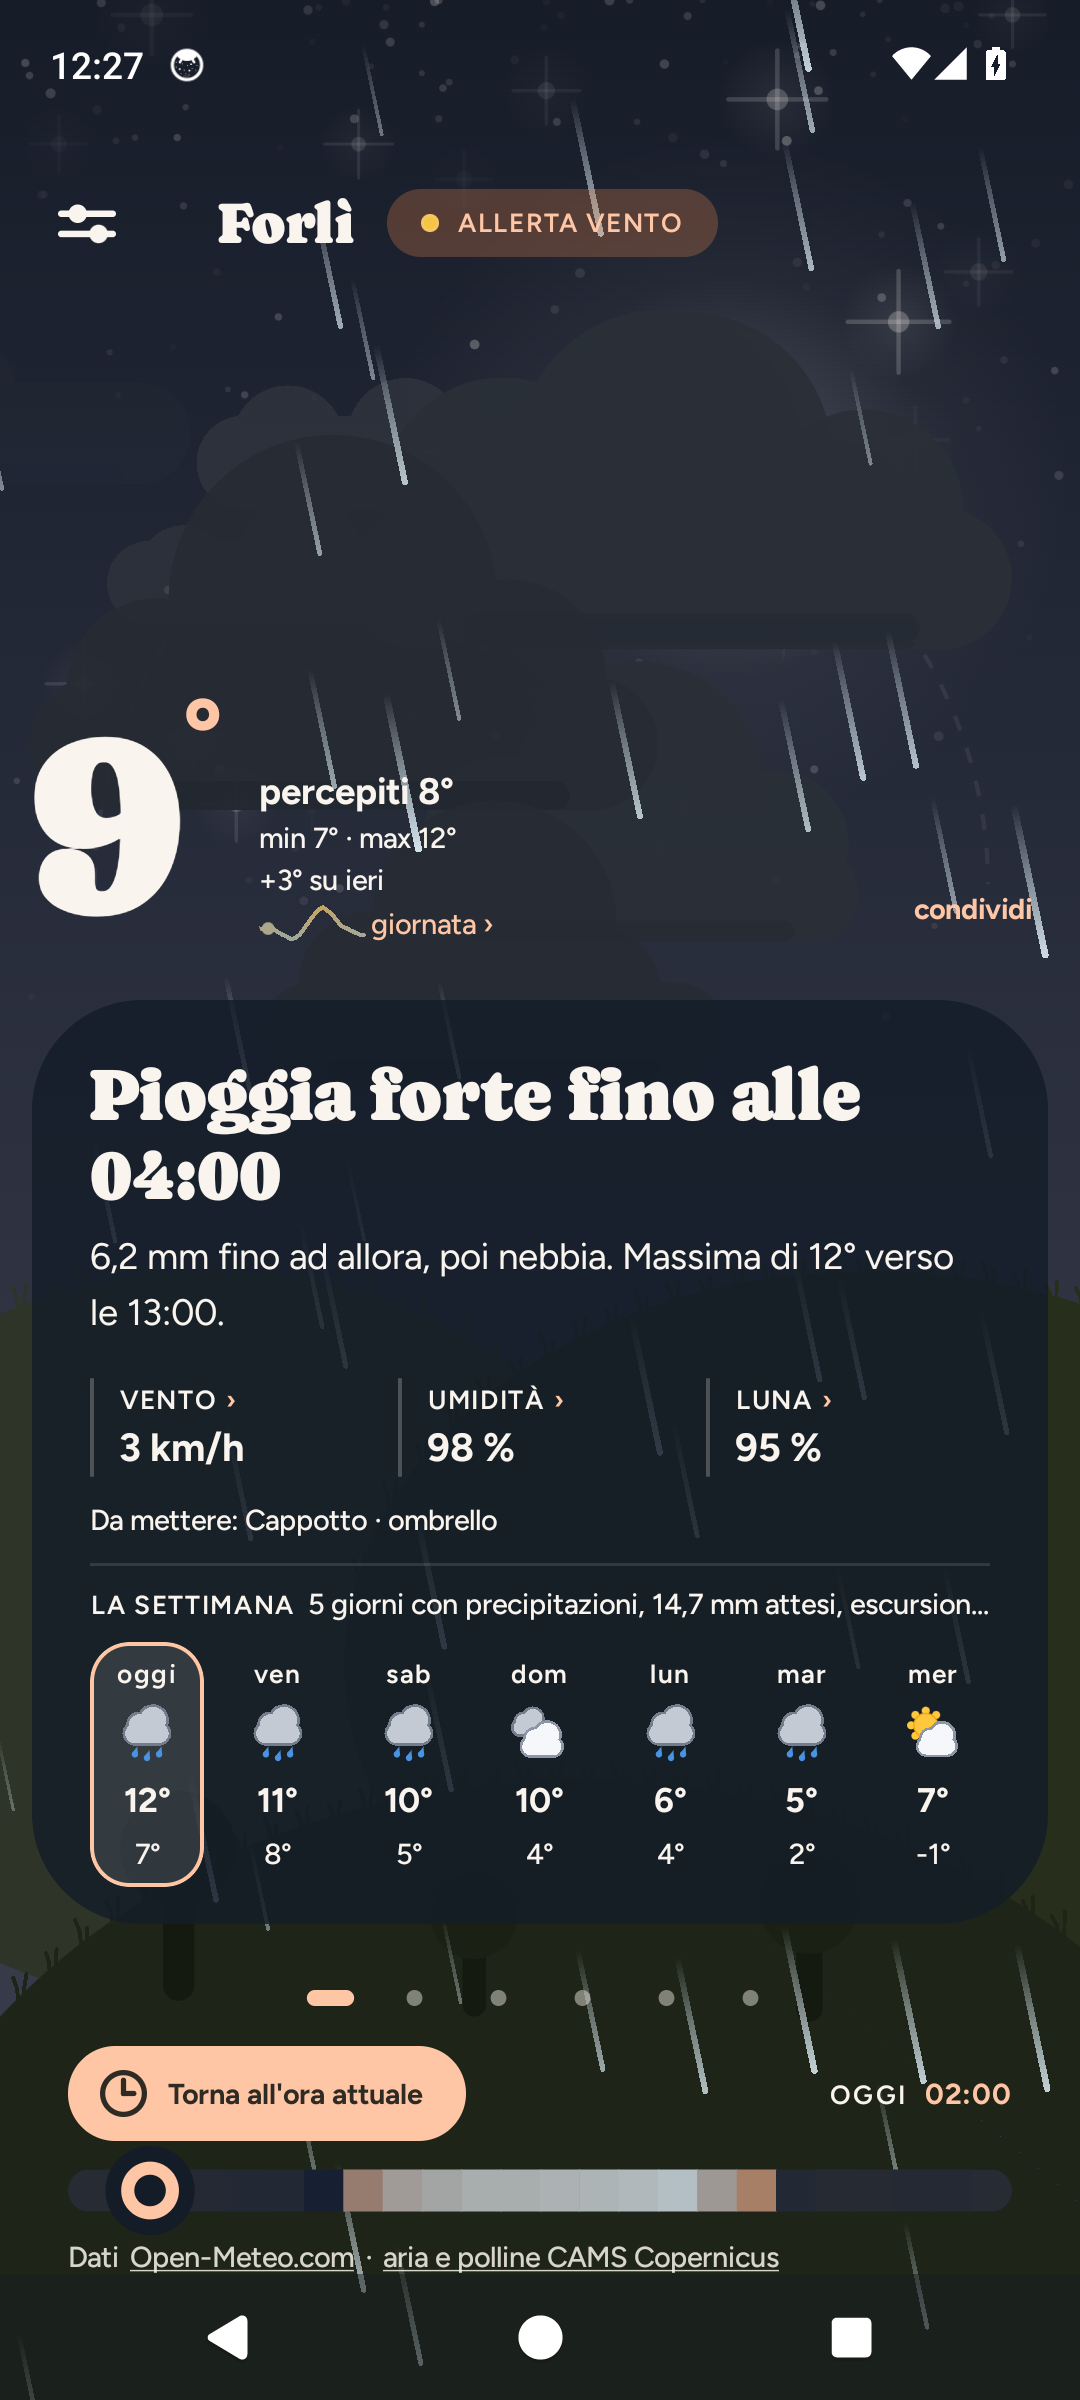 12:27
Forlì
ALLERTA VENTO
9°
percepiti 8°
min 7° · max 12°
+3° su ieri
giornata ›
condividi
Pioggia forte fino alle
04:00
6,2 mm fino ad allora, poi nebbia. Massima di 12° verso
le 13:00.
VENTO › UMIDITÀ › LUNA ›
3 km/h 98 % 95 %
Da mettere: Cappotto · ombrello
LA SETTIMANA 5 giorni con precipitazioni, 14,7 mm attesi, escursion...
oggi ven sab dom lun mar mer
12° 11° 10° 10° 6° 5° 7°
7° 8° 5° 4° 4° 2° -1°
Torna all'ora attuale
OGGI 02:00
Dati Open-Meteo.com · aria e polline CAMS Copernicus